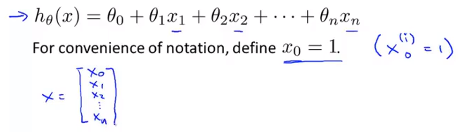 → hθ(x) = θ0 + θ1x1 + θ2x2 + ··· + θnxn
For convenience of notation, define x0 = 1. (x0^(i) = 1)
x = [x0
x1
x2
⋮
xn]